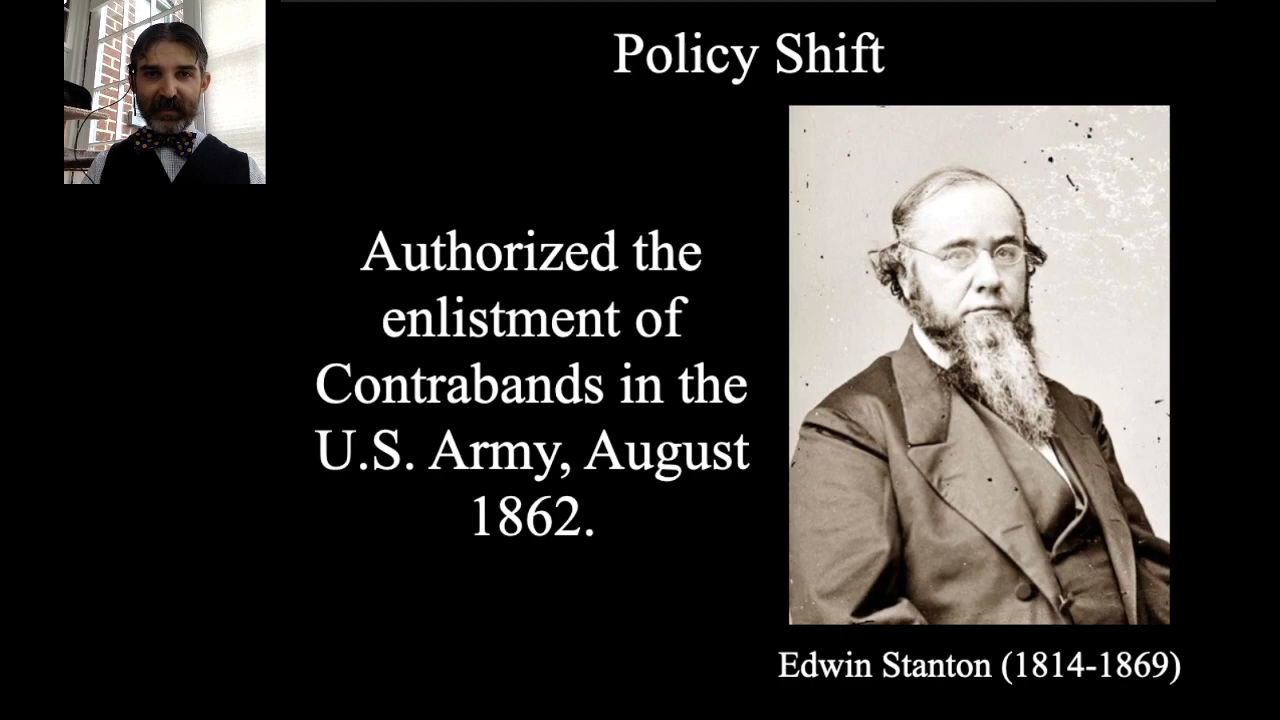 Policy Shift
Authorized the
enlistment of
Contrabands in the
U.S. Army, August
1862.
Edwin Stanton (1814-1869)